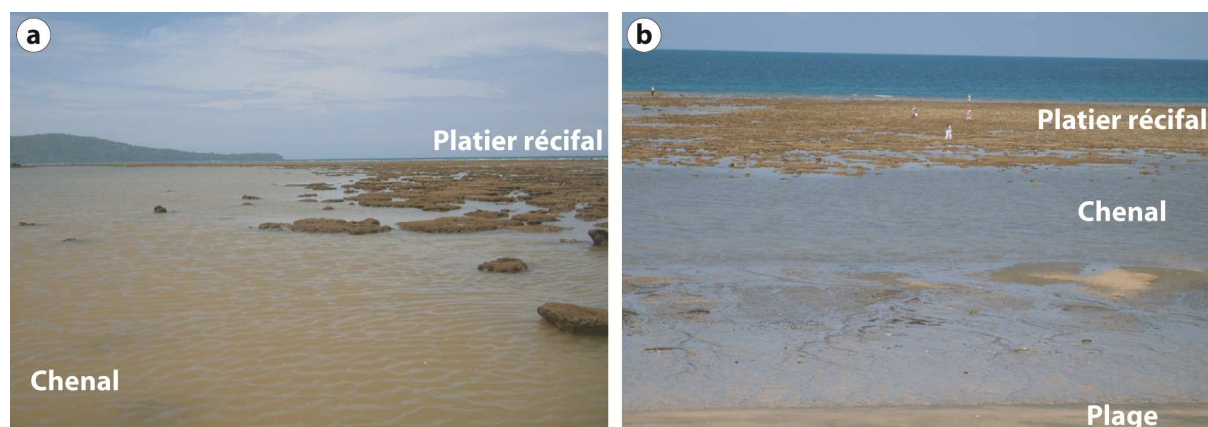 a
Platier récifal
Chenal
b
Platier récifal
Chenal
Plage